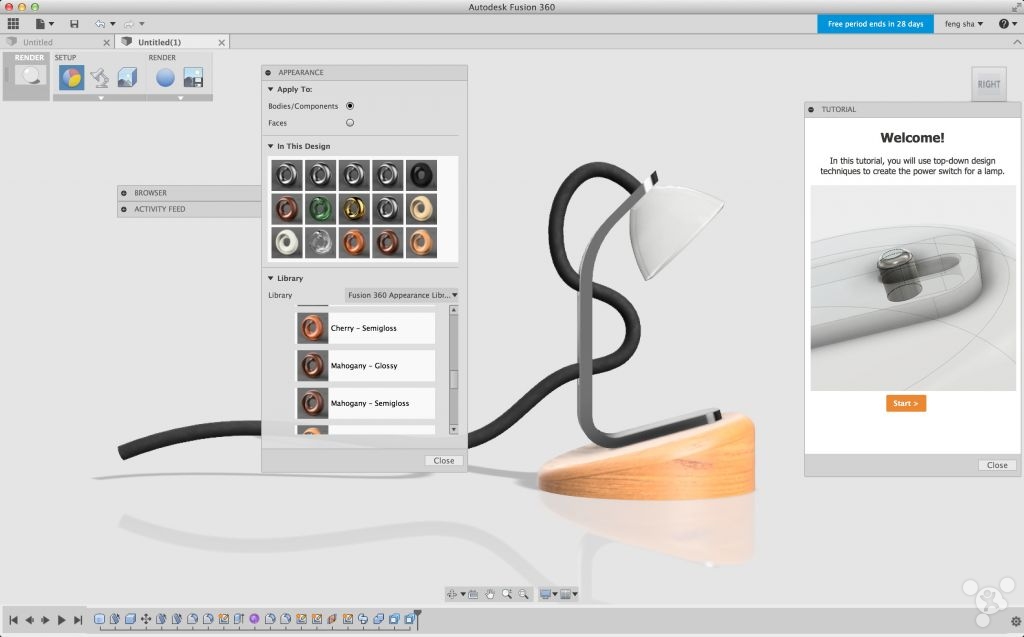 Autodesk Fusion 360
Free period ends in 28 days
feng sha
Untitled
Untitled(1)
RENDER
SETUP
RENDER
APPEARANCE
Apply To:
Bodies/Components
Faces
In This Design
Library
Library
Fusion 360 Appearance Libr...
Cherry - Semigloss
Mahogany - Glossy
Mahogany - Semigloss
Close
BROWSER
ACTIVITY FEED
RIGHT
TUTORIAL
Welcome!
In this tutorial, you will use top-down design
techniques to create the power switch for a lamp.
Start >
Close